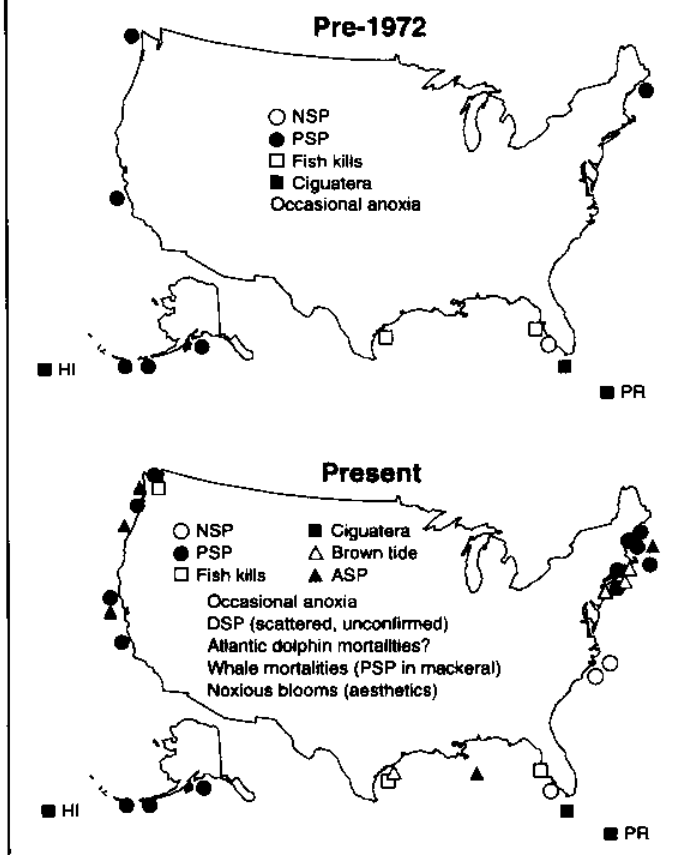 Pre-1972
NSP
PSP
Fish kills
Ciguatera
Occasional anoxia
HI
PR
Present
NSP
Ciguatera
PSP
Brown tide
Fish kills
ASP
Occasional anoxia
DSP (scattered, unconfirmed)
Atlantic dolphin mortalities?
Whale mortalities (PSP in mackeral)
Noxious blooms (aesthetics)
HI
PR